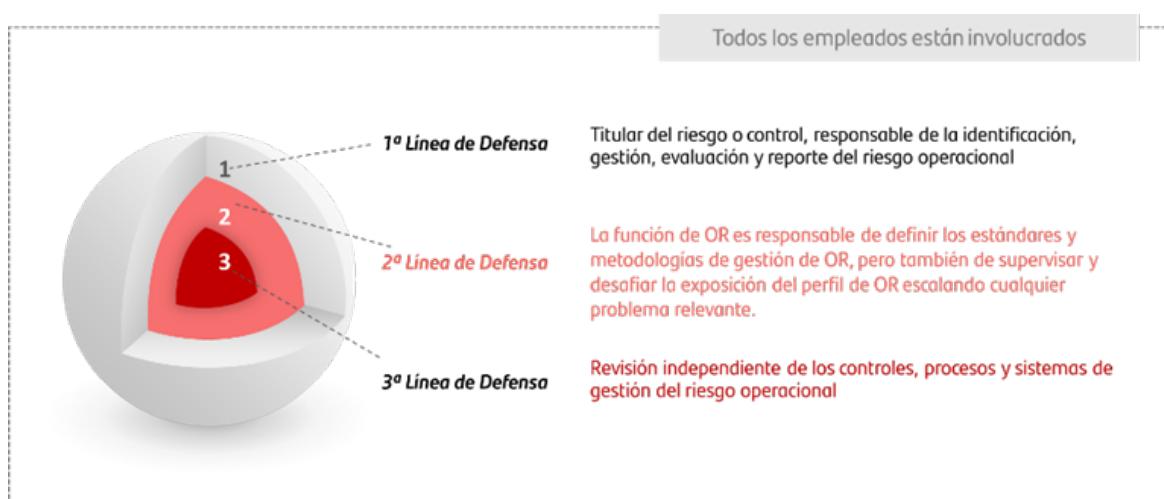 Todos los empleados están involucrados
1ª Línea de Defensa
Titular del riesgo o control, responsable de la identificación,
gestión, evaluación y reporte del riesgo operacional
1
2
3
2ª Línea de Defensa
La función de OR es responsable de definir los estándares y
metodologías de gestión de OR, pero también de supervisar y
desafiar la exposición del perfil de OR escalando cualquier
problema relevante.
3ª Línea de Defensa
Revisión independiente de los controles, procesos y sistemas de
gestión del riesgo operacional